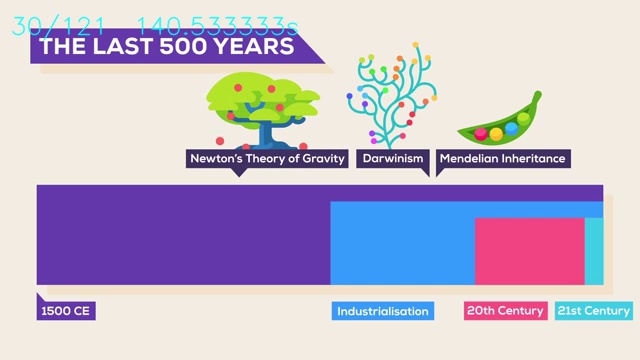 30/121 140.533333s
THE LAST 500 YEARS
Newton's Theory of Gravity
Darwinism
Mendelian Inheritance
1500 CE
Industrialisation
20th Century
21st Century